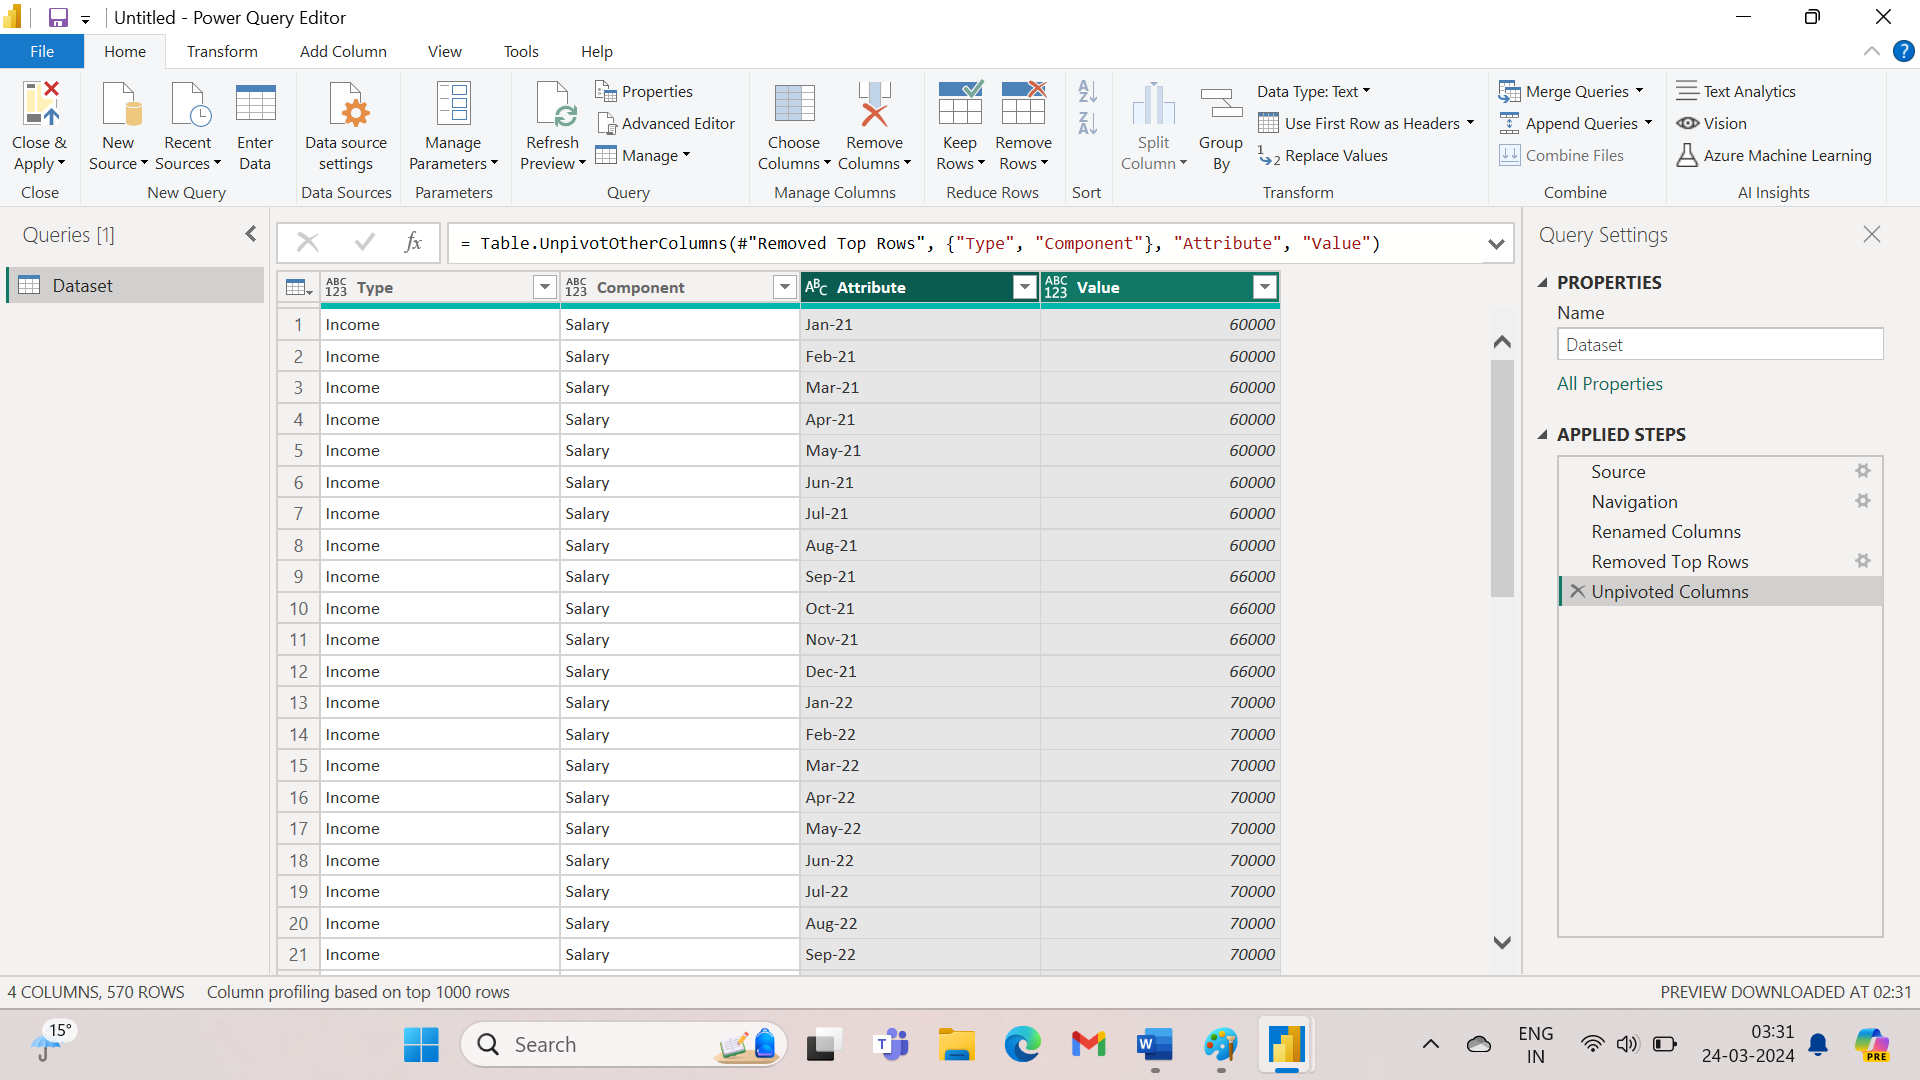 Untitled - Power Query Editor
File Home Transform Add Column View Tools Help
Close & Apply
Close
New Source
Recent Sources
Enter Data
New Query
Data source settings
Data Sources
Manage Parameters
Parameters
Refresh Preview
Properties
Advanced Editor
Manage
Query
Choose Columns
Remove Columns
Manage Columns
Keep Rows
Remove Rows
Reduce Rows
A Z
Z A
Sort
Split Column
Group By
Data Type: Text
Use First Row as Headers
1 2 Replace Values
Transform
Merge Queries
Append Queries
Combine Files
Combine
Text Analytics
Vision
Azure Machine Learning
AI Insights
Queries [1]
Dataset
fx = Table.UnpivotOtherColumns(#"Removed Top Rows", {"Type", "Component"}, "Attribute", "Value")
ABC 123 Type ABC 123 Component ABC Attribute ABC 123 Value
1 Income Salary Jan-21 60000
2 Income Salary Feb-21 60000
3 Income Salary Mar-21 60000
4 Income Salary Apr-21 60000
5 Income Salary May-21 60000
6 Income Salary Jun-21 60000
7 Income Salary Jul-21 60000
8 Income Salary Aug-21 60000
9 Income Salary Sep-21 66000
10 Income Salary Oct-21 66000
11 Income Salary Nov-21 66000
12 Income Salary Dec-21 66000
13 Income Salary Jan-22 70000
14 Income Salary Feb-22 70000
15 Income Salary Mar-22 70000
16 Income Salary Apr-22 70000
17 Income Salary May-22 70000
18 Income Salary Jun-22 70000
19 Income Salary Jul-22 70000
20 Income Salary Aug-22 70000
21 Income Salary Sep-22 70000
Query Settings
PROPERTIES
Name
Dataset
All Properties
APPLIED STEPS
Source
Navigation
Renamed Columns
Removed Top Rows
Unpivoted Columns
4 COLUMNS, 570 ROWS Column profiling based on top 1000 rows PREVIEW DOWNLOADED AT 02:31
15°
Search
ENG
IN
03:31
24-03-2024
PRE